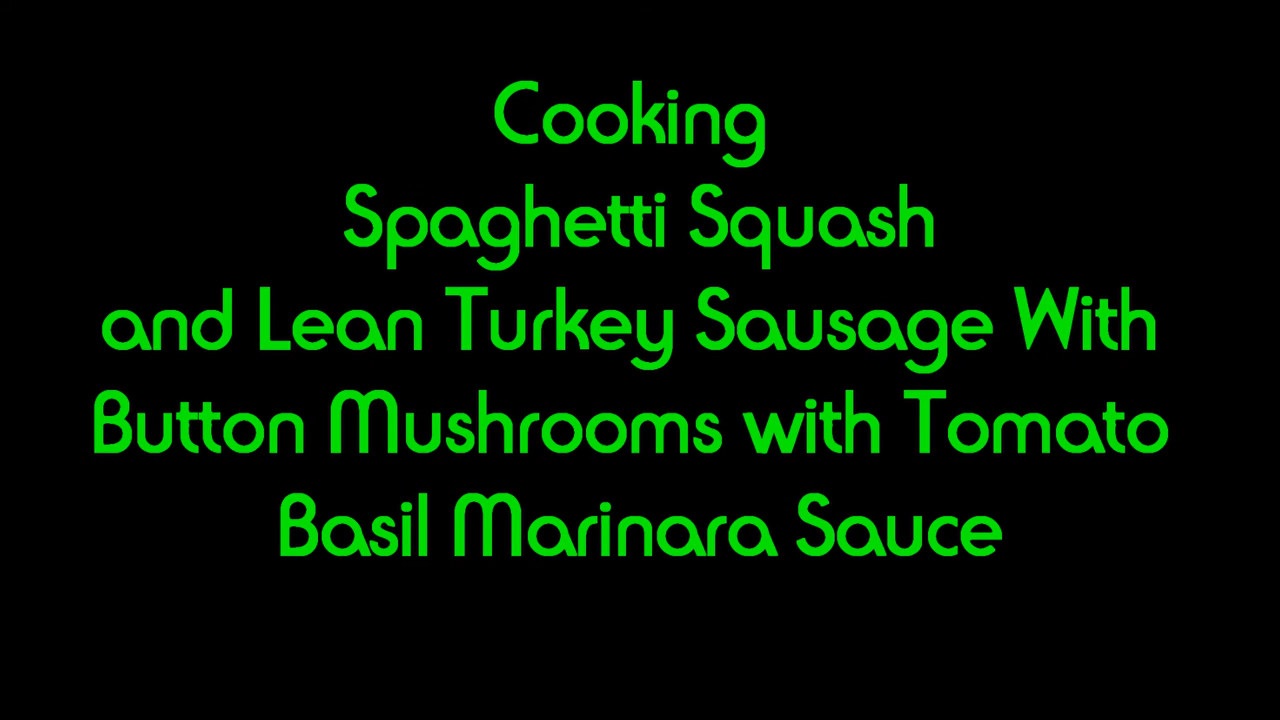 Cooking
Spaghetti Squash
and Lean Turkey Sausage With
Button Mushrooms with Tomato
Basil Marinara Sauce